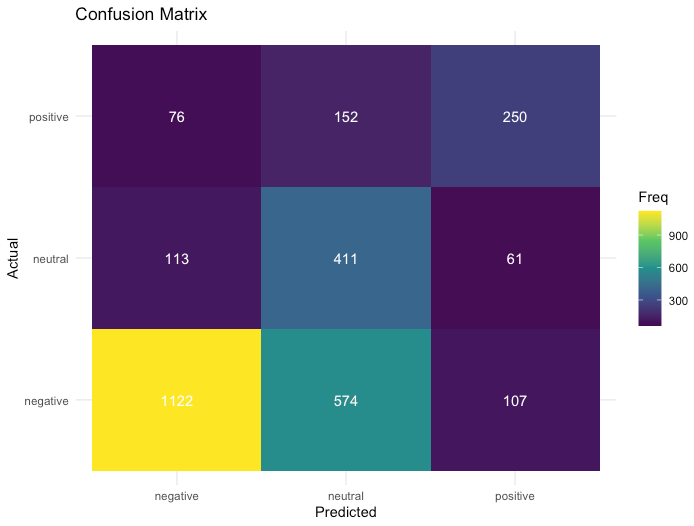 Confusion Matrix
Actual
positive
76 152 250
neutral
113 411 61
negative
1122 574 107
negative neutral positive
Predicted
Freq
900
600
300